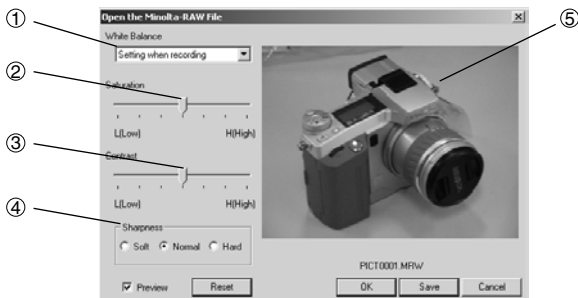 Open the Minolta-RAW File
①
White Balance
Setting when recording
②
Saturation
L(Low) H(High)
③
Contrast
L(Low) H(High)
④
Sharpness
Soft Normal Hard
Preview Reset
⑤
PICT0001.MRW
OK Save Cancel